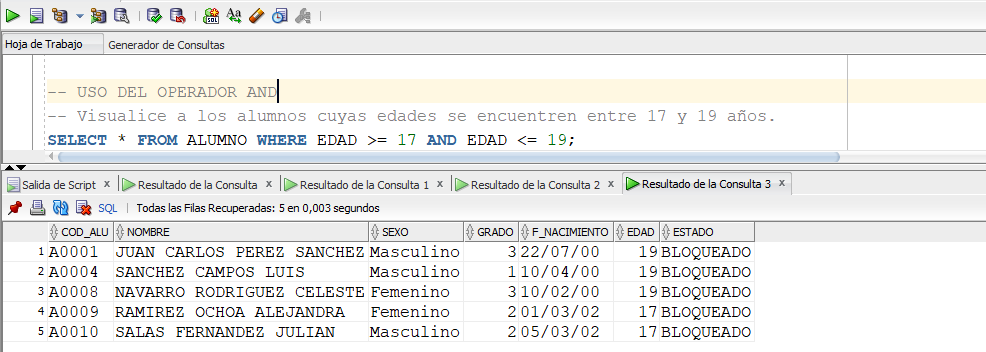 Hoja de Trabajo Generador de Consultas
-- USO DEL OPERADOR AND
-- Visualice a los alumnos cuyas edades se encuentren entre 17 y 19 años.
SELECT * FROM ALUMNO WHERE EDAD >= 17 AND EDAD <= 19;
Salida de Script x Resultado de la Consulta x Resultado de la Consulta 1 x Resultado de la Consulta 2 x Resultado de la Consulta 3 x
SQL | Todas las Filas Recuperadas: 5 en 0,003 segundos
COD_ALU NOMBRE SEXO GRADO F_NACIMIENTO EDAD ESTADO
1 A0001 JUAN CARLOS PEREZ SANCHEZ Masculino 3 22/07/00 19 BLOQUEADO
2 A0004 SANCHEZ CAMPOS LUIS Masculino 1 10/04/00 19 BLOQUEADO
3 A0008 NAVARRO RODRIGUEZ CELESTE Femenino 3 10/02/00 19 BLOQUEADO
4 A0009 RAMIREZ OCHOA ALEJANDRA Femenino 2 01/03/02 17 BLOQUEADO
5 A0010 SALAS FERNANDEZ JULIAN Masculino 2 05/03/02 17 BLOQUEADO